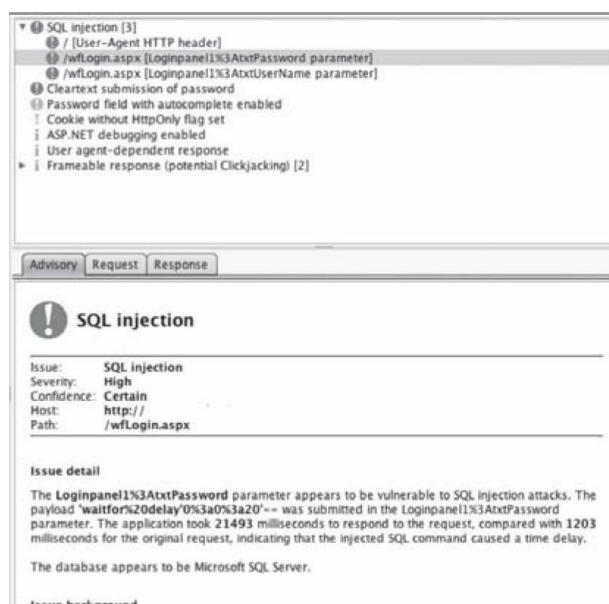 SQL injection [3]
/ [User-Agent HTTP header]
/wfLogin.aspx [Loginpanel1%3AtxtPassword parameter]
/wfLogin.aspx [Loginpanel1%3AtxtUserName parameter]
Cleartext submission of password
Password field with autocomplete enabled
Cookie without HttpOnly flag set
ASP.NET debugging enabled
User agent-dependent response
Frameable response (potential Clickjacking) [2]
Advisory Request Response
SQL injection
Issue: SQL injection
Severity: High
Confidence: Certain
Host: http://
Path: /wfLogin.aspx
Issue detail
The Loginpanel1%3AtxtPassword parameter appears to be vulnerable to SQL injection attacks. The
payload 'waitfor%20delay'0%3a0%3a20'-- was submitted in the Loginpanel1%3AtxtPassword
parameter. The application took 21493 milliseconds to respond to the request, compared with 1203
milliseconds for the original request, indicating that the injected SQL command caused a time delay.
The database appears to be Microsoft SQL Server.
Issue background